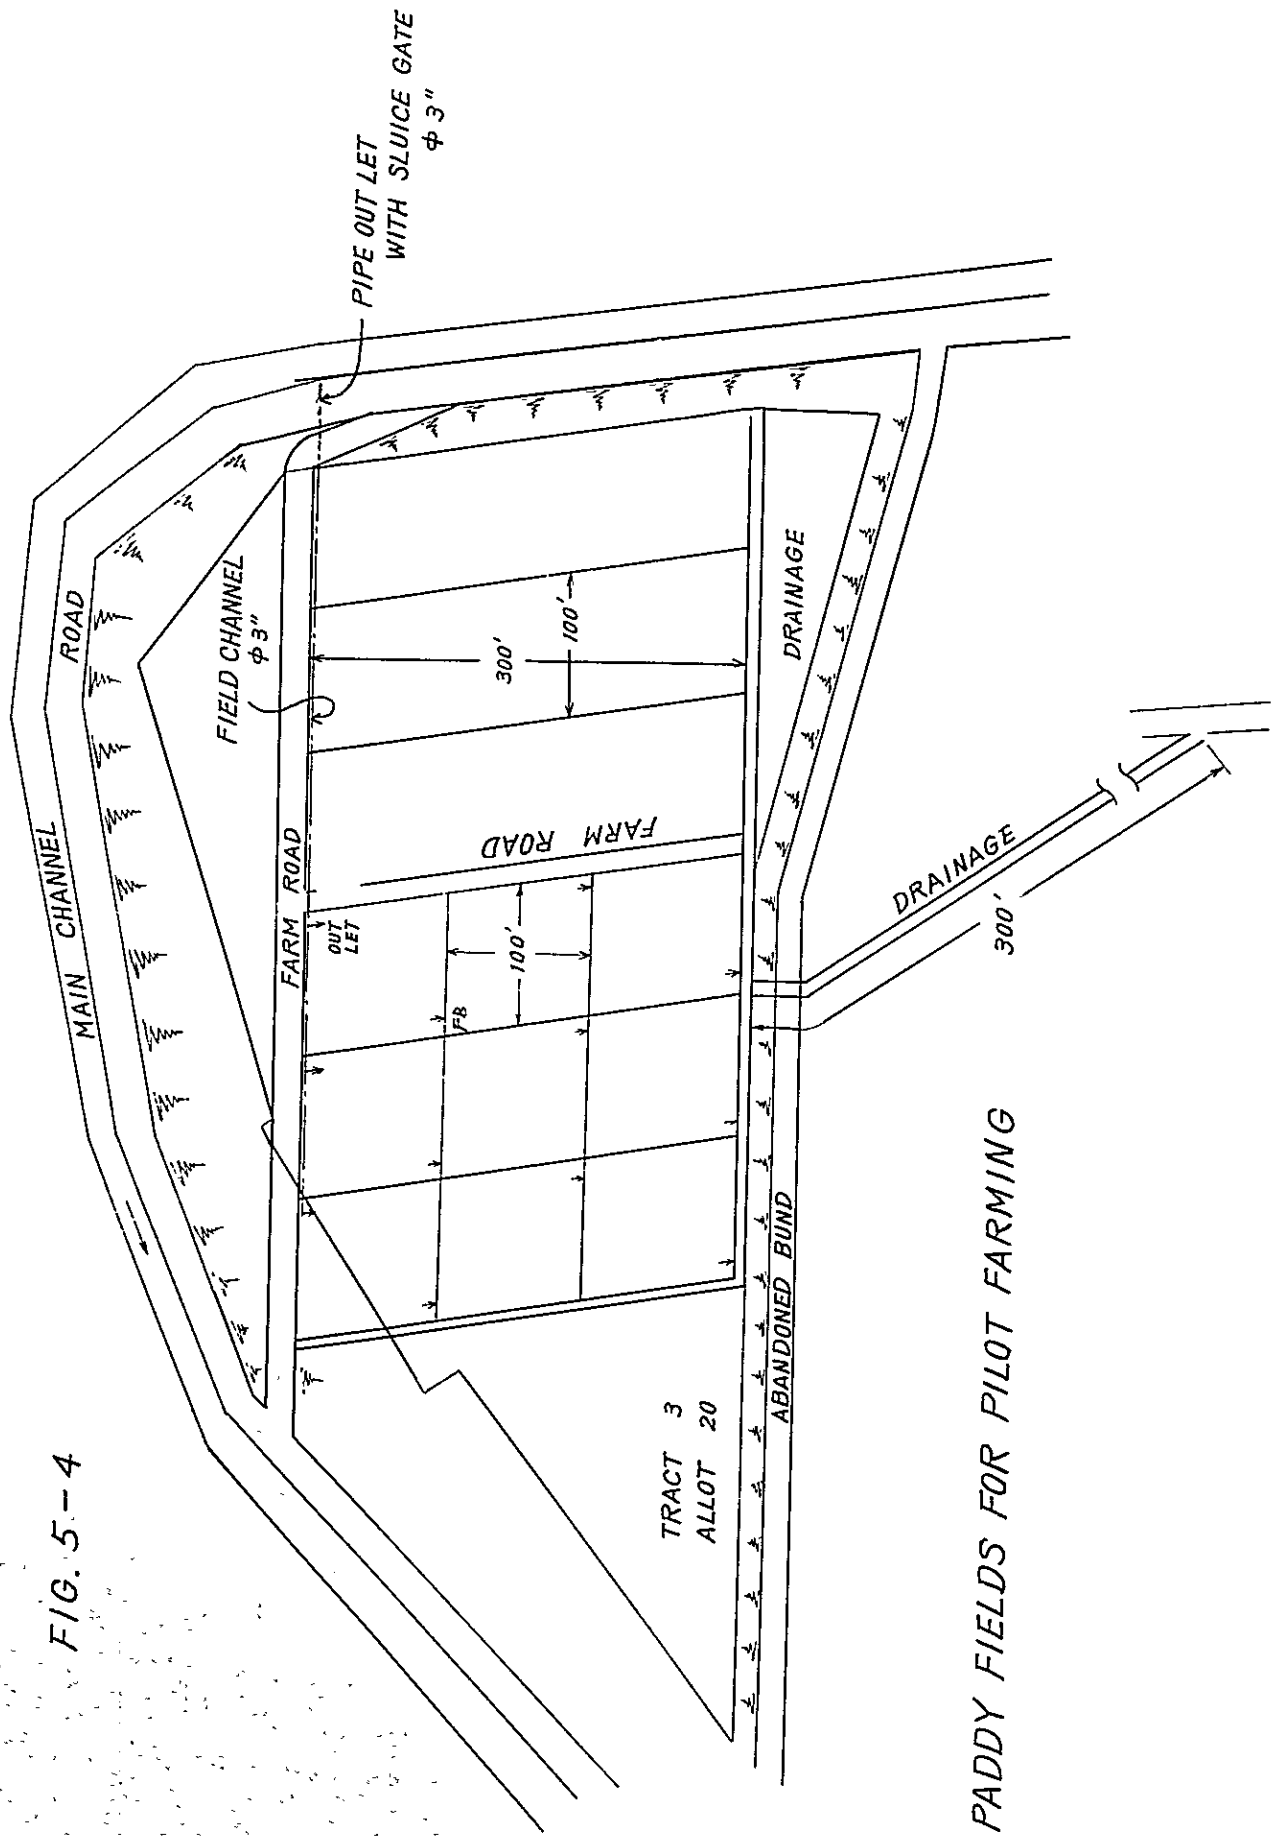 FIG. 5-4
MAIN CHANNEL
ROAD
PIPE OUT LET
WITH SLUICE GATE
φ 3"
FIELD CHANNEL
φ 3"
FARM ROAD
OUT
LET
FARM ROAD
300'
100'
100'
FB
DRAINAGE
TRACT 3
ALLOT 20
ABANDONED BUND
DRAINAGE
300'
PADDY FIELDS FOR PILOT FARMING